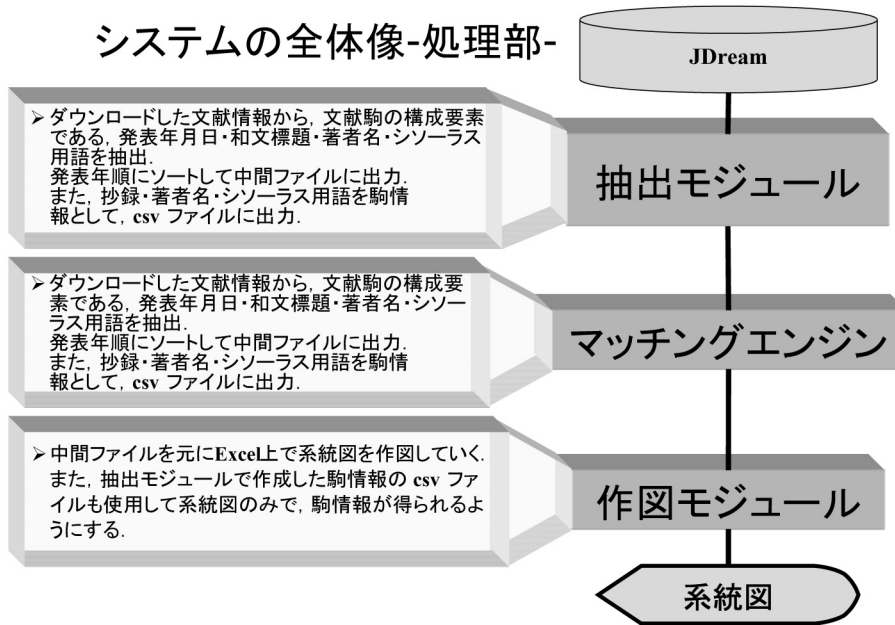 システムの全体像-処理部-
JDream
➢ダウンロードした文献情報から, 文献駒の構成要素
である, 発表年月日・和文標題・著者名・シソーラス
用語を抽出.
発表年順にソートして中間ファイルに出力.
また, 抄録・著者名・シソーラス用語を駒情
報として, csv ファイルに出力.
抽出モジュール
➢ダウンロードした文献情報から, 文献駒の構成要
素である, 発表年月日・和文標題・著者名・シソー
ラス用語を抽出.
発表年順にソートして中間ファイルに出力.
また, 抄録・著者名・シソーラス用語を駒情
報として, csv ファイルに出力.
マッチングエンジン
➢中間ファイルを元にExcel上で系統図を作図していく.
また, 抽出モジュールで作成した駒情報の csv ファ
イルも使用して系統図のみで, 駒情報が得られるよ
うにする.
作図モジュール
系統図